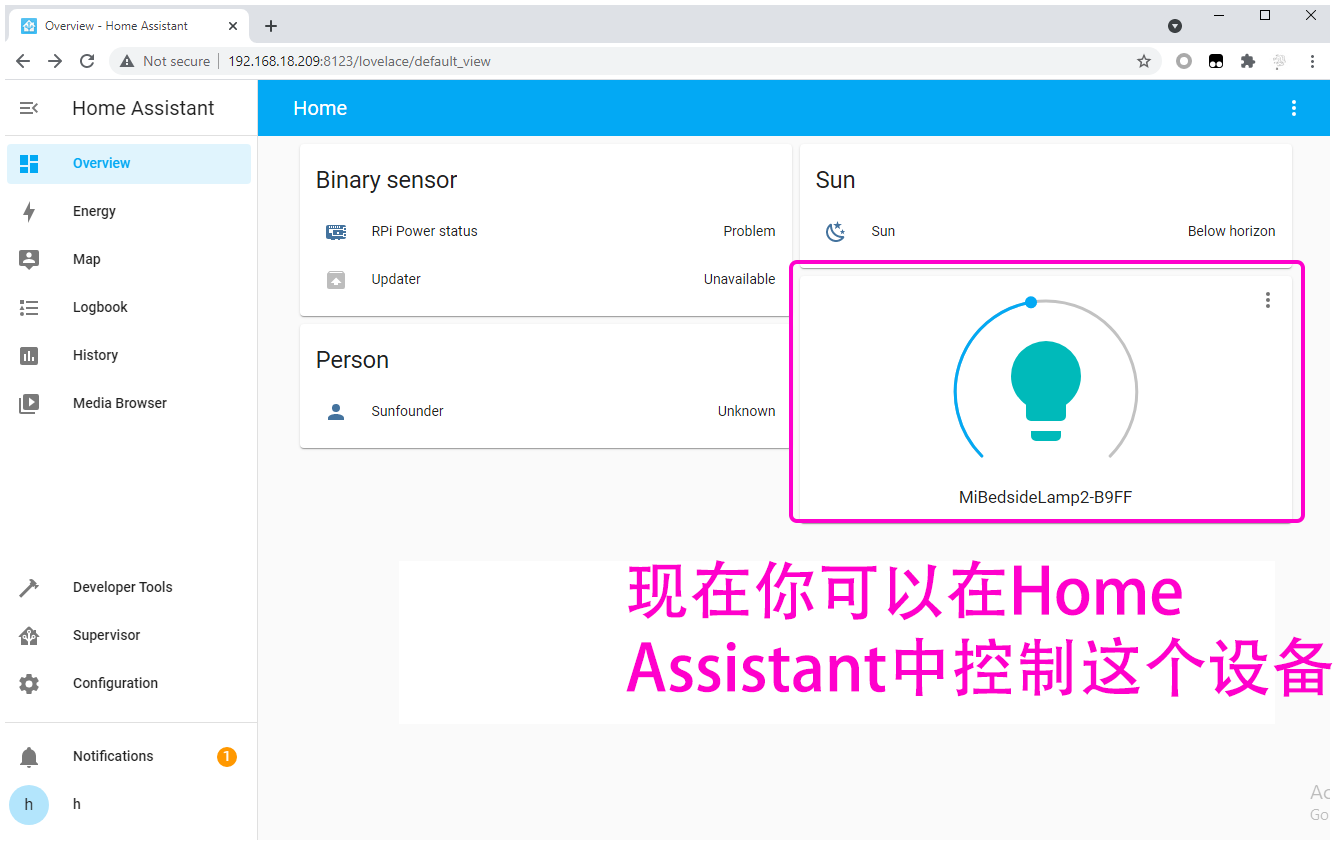 Overview - Home Assistant
Not secure
192.168.18.209:8123/lovelace/default_view
Home Assistant
Home
Overview
Energy
Map
Logbook
History
Media Browser
Developer Tools
Supervisor
Configuration
Notifications
1
h
h
Binary sensor
RPi Power status
Problem
Updater
Unavailable
Person
Sunfounder
Unknown
Sun
Sun
Below horizon
MiBedsideLamp2-B9FF
现在你可以在Home
Assistant中控制这个设备
Ac
Go